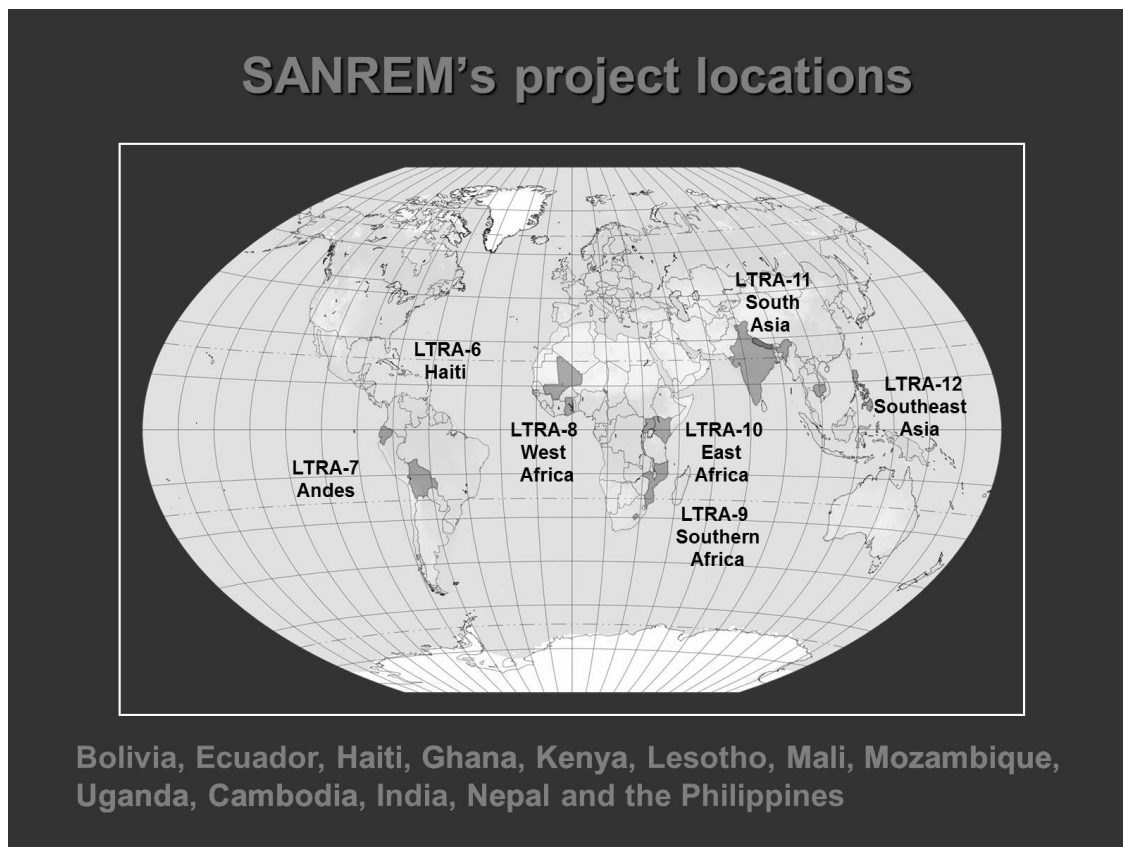 SANREM's project locations
LTRA-11
South
Asia
LTRA-6
Haiti
LTRA-12
Southeast
Asia
LTRA-8
West
Africa
LTRA-10
East
Africa
LTRA-7
Andes
LTRA-9
Southern
Africa
Bolivia, Ecuador, Haiti, Ghana, Kenya, Lesotho, Mali, Mozambique,
Uganda, Cambodia, India, Nepal and the Philippines